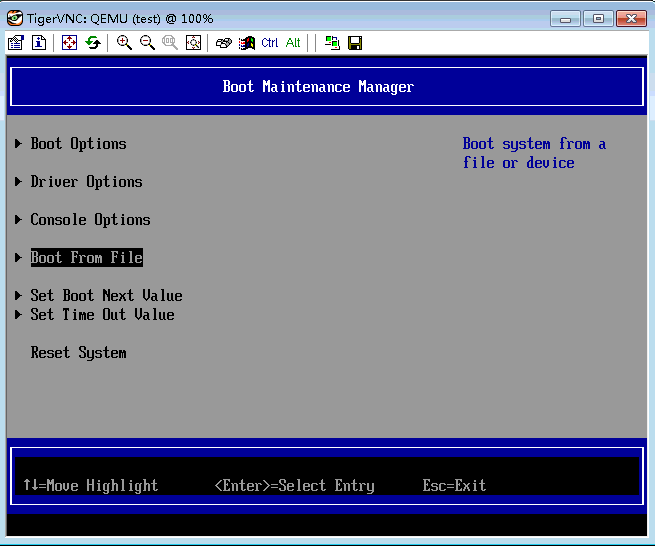 TigerVNC: QEMU (test) @ 100%
Ctrl Alt
Boot Maintenance Manager
Boot Options
Driver Options
Console Options
Boot From File
Set Boot Next Value
Set Time Out Value
Reset System
Boot system from a
file or device
↑↓=Move Highlight <Enter>=Select Entry Esc=Exit